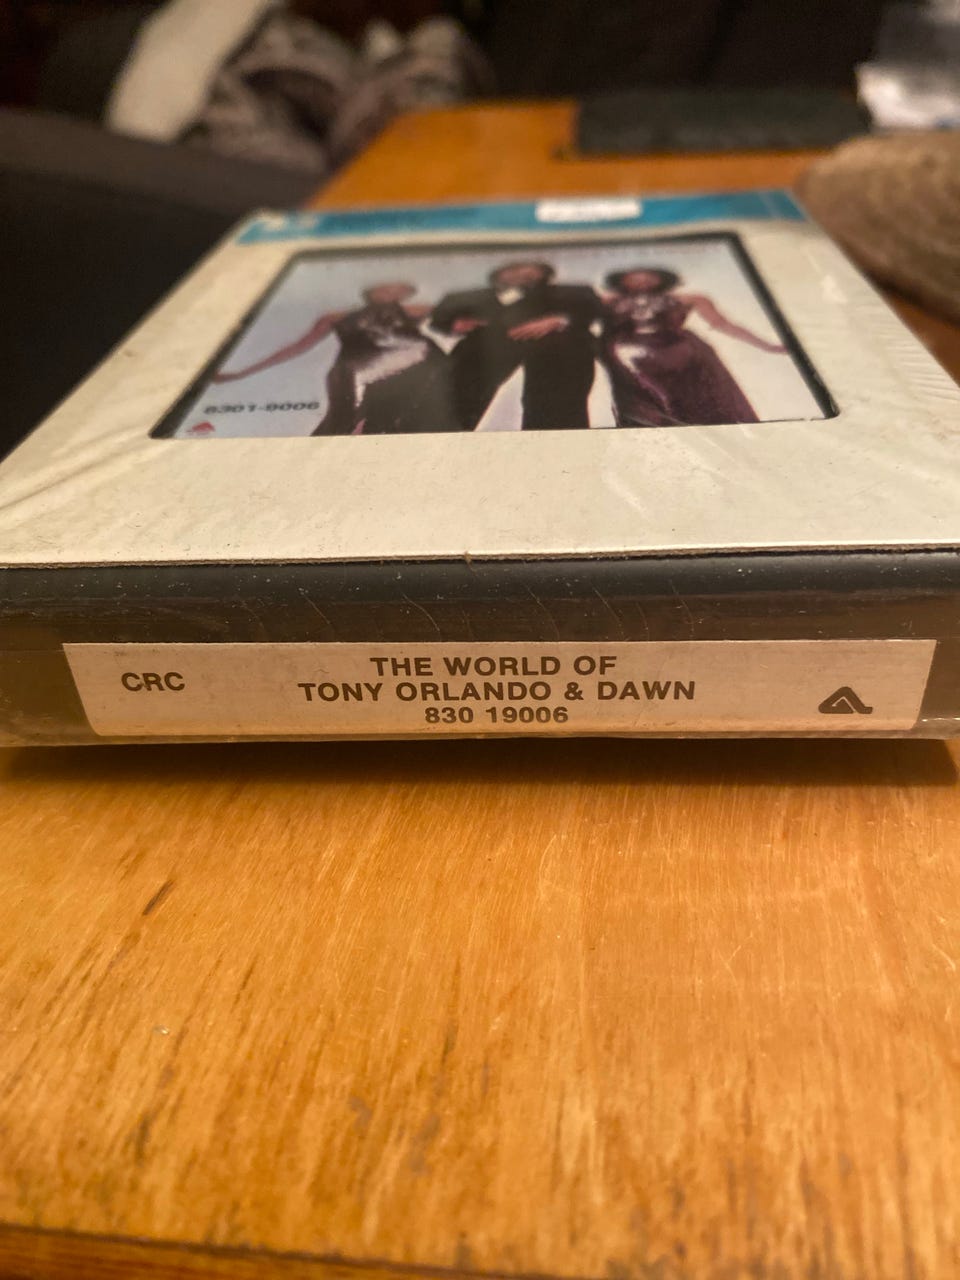 8301-9006
CRC
THE WORLD OF
TONY ORLANDO & DAWN
830 19006